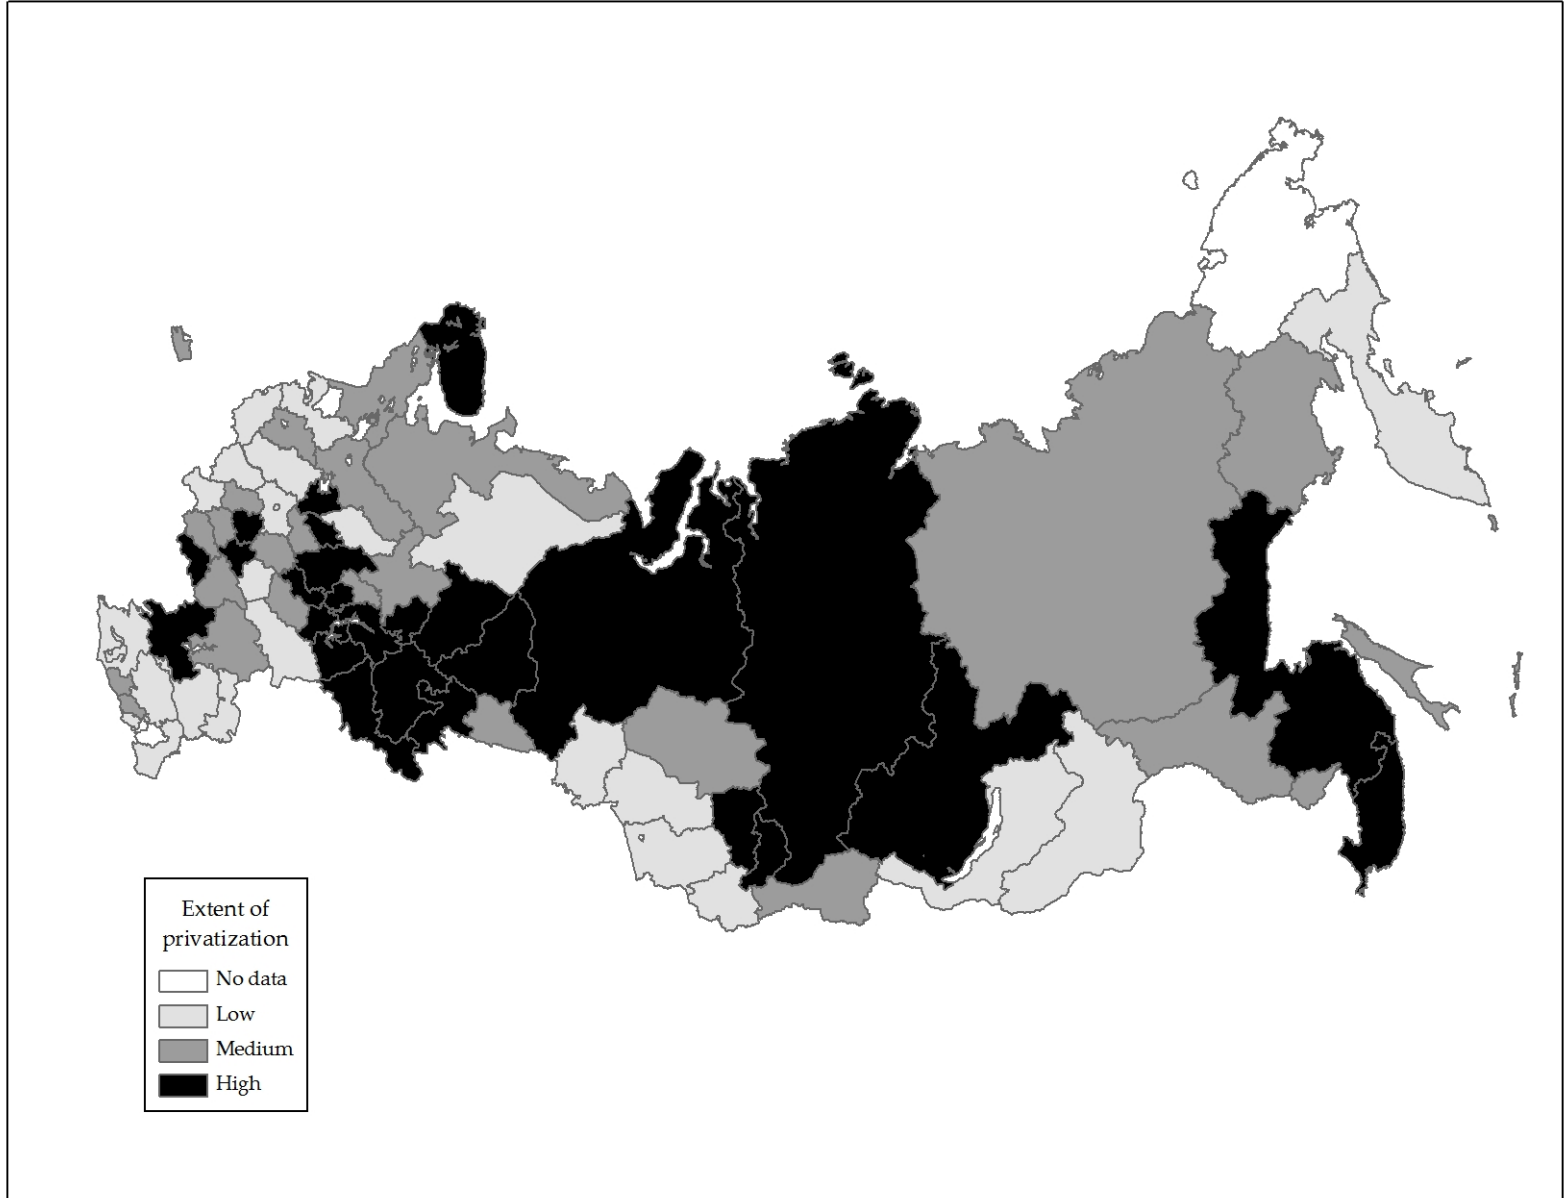 Extent of
privatization
No data
Low
Medium
High